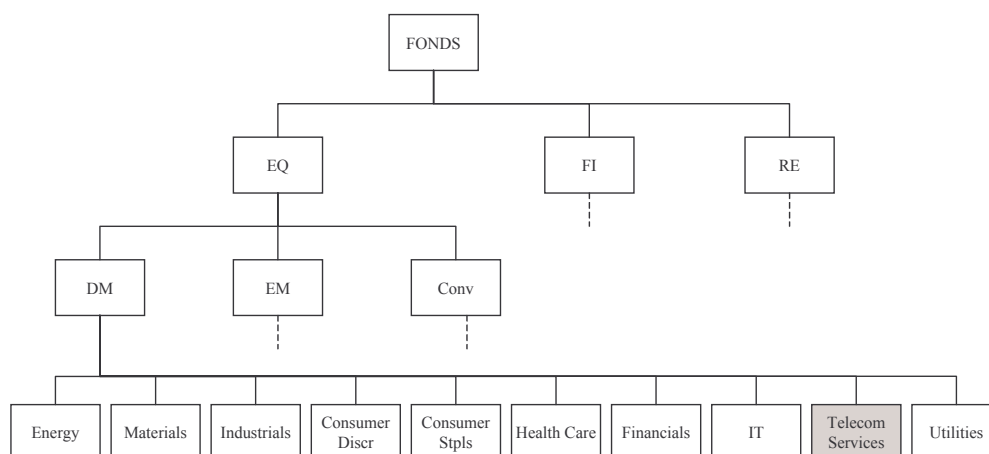 FONDS
EQ
FI
RE
DM
EM
Conv
Energy
Materials
Industrials
Consumer
Discr
Consumer
Stpls
Health Care
Financials
IT
Telecom
Services
Utilities